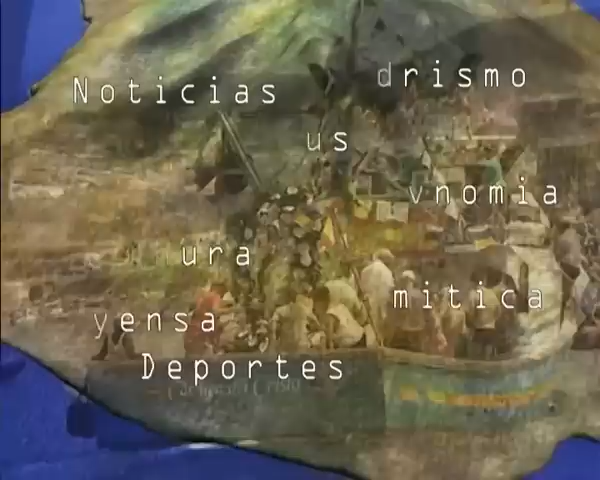 Noticias
drismo
us
vnomia
ura
mitica
yensa
Deportes